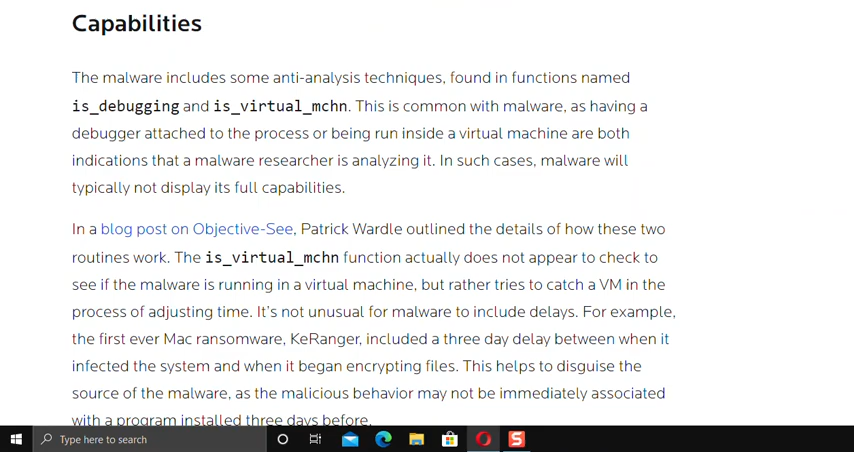 Capabilities
The malware includes some anti-analysis techniques, found in functions named
is_debugging and is_virtual_mchn. This is common with malware, as having a
debugger attached to the process or being run inside a virtual machine are both
indications that a malware researcher is analyzing it. In such cases, malware will
typically not display its full capabilities.
In a blog post on Objective-See, Patrick Wardle outlined the details of how these two
routines work. The is_virtual_mchn function actually does not appear to check to
see if the malware is running in a virtual machine, but rather tries to catch a VM in the
process of adjusting time. It's not unusual for malware to include delays. For example,
the first ever Mac ransomware, KeRanger, included a three day delay between when it
infected the system and when it began encrypting files. This helps to disguise the
source of the malware, as the malicious behavior may not be immediately associated
with a program installed three days before.
Type here to search